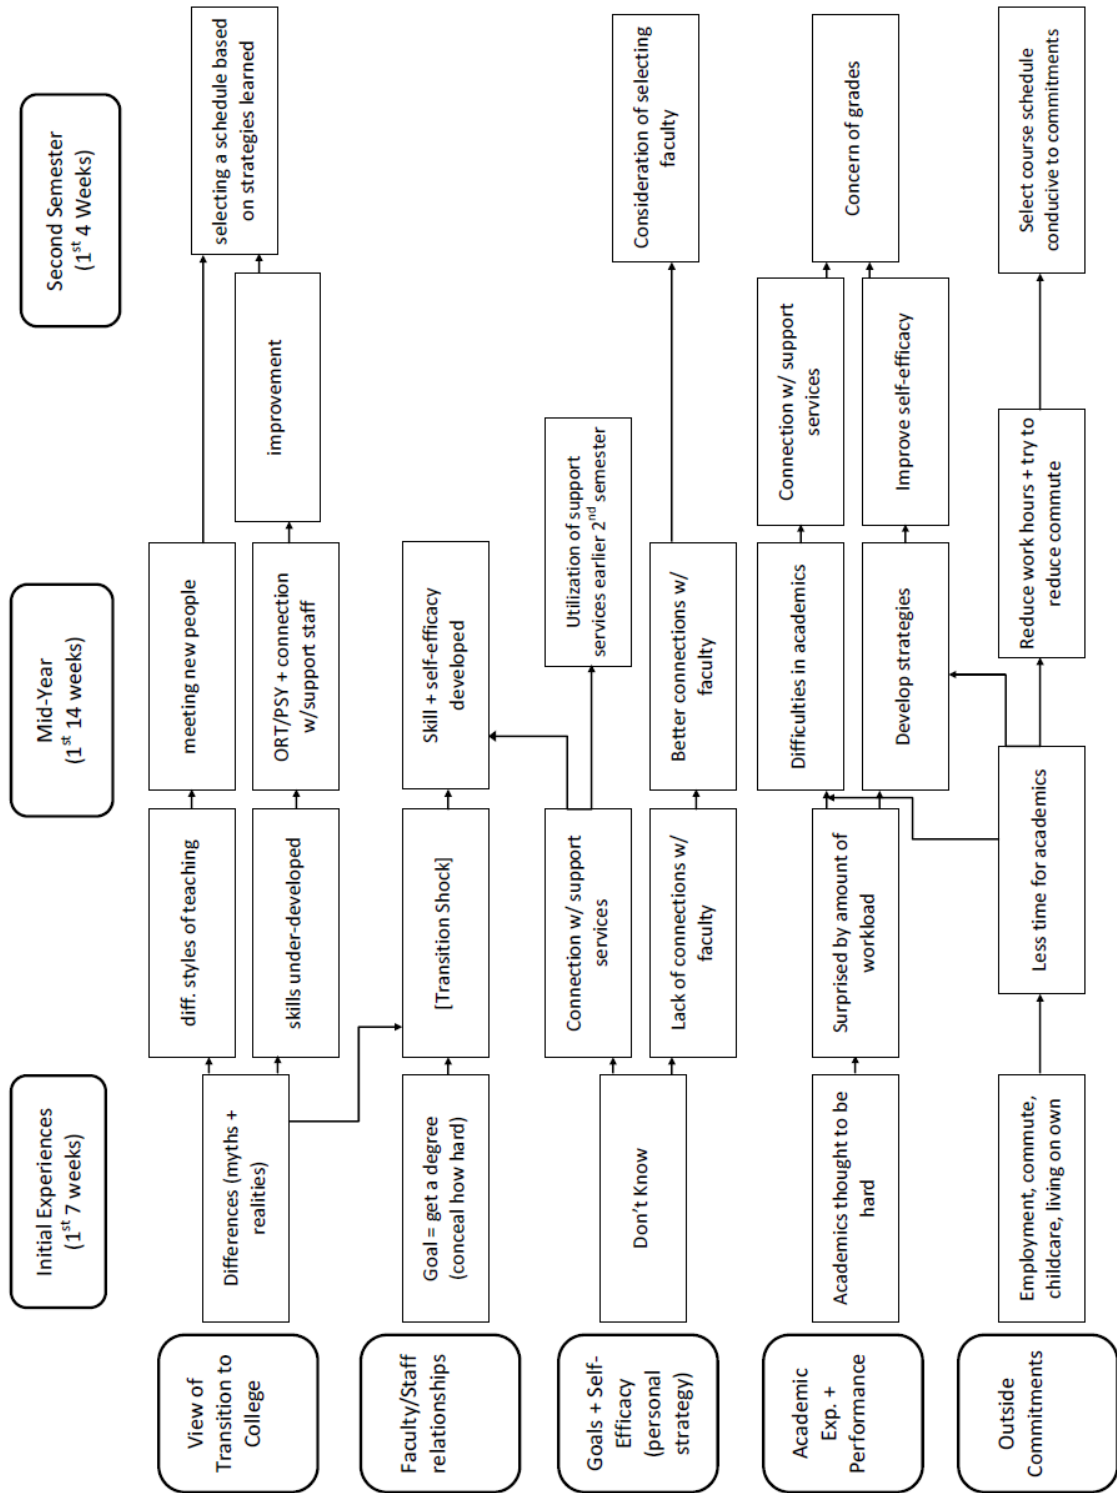 Initial Experiences
(1st 7 weeks)
Mid-Year
(1st 14 weeks)
Second Semester
(1st 4 Weeks)
View of
Transition to
College
Differences (myths +
realities)
diff. styles of teaching
meeting new people
selecting a schedule based
on strategies learned
skills under-developed
ORT/PSY + connection
w/support staff
improvement
Faculty/Staff
relationships
Goal = get a degree
(conceal how hard)
[Transition Shock]
Skill + self-efficacy
developed
Goals + Self-
Efficacy
(personal
strategy)
Don't Know
Connection w/ support
services
Utilization of support
services earlier 2nd semester
Lack of connections w/
faculty
Better connections w/
faculty
Consideration of selecting
faculty
Academic
Exp. +
Performance
Academics thought to be
hard
Surprised by amount of
workload
Difficulties in academics
Connection w/ support
services
Concern of grades
Develop strategies
Improve self-efficacy
Outside
Commitments
Employment, commute,
childcare, living on own
Less time for academics
Reduce work hours + try to
reduce commute
Select course schedule
conducive to commitments